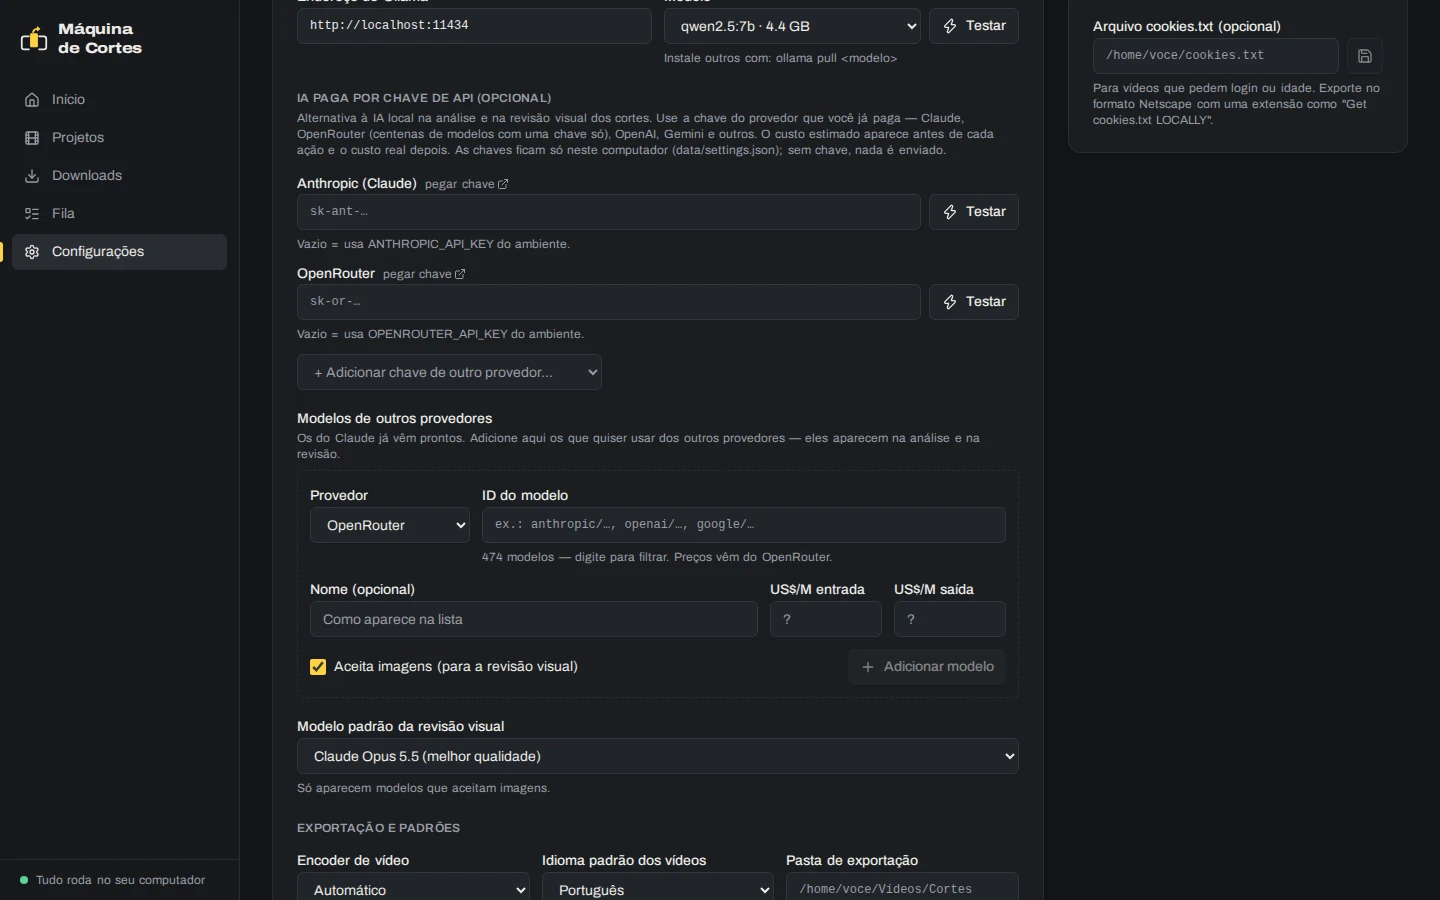 Máquina
de Cortes
Início
Projetos
Downloads
Fila
Configurações
Tudo roda no seu computador
http://localhost:11434
qwen2.5:7b · 4.4 GB
Testar
Instale outros com: ollama pull <modelo>
IA PAGA POR CHAVE DE API (OPCIONAL)
Alternativa à IA local na análise e na revisão visual dos cortes. Use a chave do provedor que você já paga — Claude,
OpenRouter (centenas de modelos com uma chave só), OpenAI, Gemini e outros. O custo estimado aparece antes de cada
ação e o custo real depois. As chaves ficam só neste computador (data/settings.json); sem chave, nada é enviado.
Anthropic (Claude) pegar chave
sk-ant-…
Testar
Vazio = usa ANTHROPIC_API_KEY do ambiente.
OpenRouter pegar chave
sk-or-…
Testar
Vazio = usa OPENROUTER_API_KEY do ambiente.
+ Adicionar chave de outro provedor...
Modelos de outros provedores
Os do Claude já vêm prontos. Adicione aqui os que quiser usar dos outros provedores — eles aparecem na análise e na
revisão.
Provedor
ID do modelo
OpenRouter
ex.: anthropic/…, openai/…, google/…
474 modelos — digite para filtrar. Preços vêm do OpenRouter.
Nome (opcional)
US$/M entrada
US$/M saída
Como aparece na lista
?
?
Aceita imagens (para a revisão visual)
+ Adicionar modelo
Modelo padrão da revisão visual
Claude Opus 5.5 (melhor qualidade)
Só aparecem modelos que aceitam imagens.
EXPORTAÇÃO E PADRÕES
Encoder de vídeo
Idioma padrão dos vídeos
Pasta de exportação
Automático
Português
/home/voce/Videos/Cortes
Arquivo cookies.txt (opcional)
/home/voce/cookies.txt
Para vídeos que pedem login ou idade. Exporte no
formato Netscape com uma extensão como "Get
cookies.txt LOCALLY".